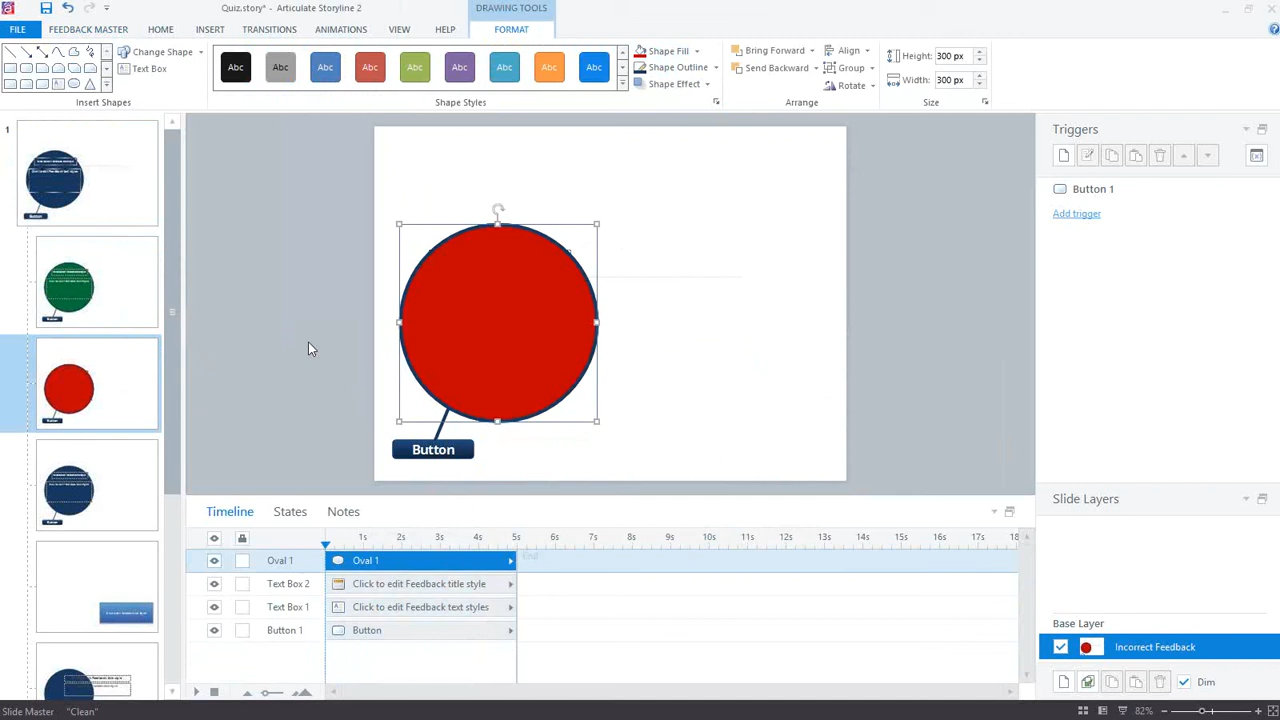 Quiz.story* - Articulate Storyline 2
DRAWING TOOLS
FILE
FEEDBACK MASTER
HOME
INSERT
TRANSITIONS
ANIMATIONS
VIEW
HELP
FORMAT
Change Shape
Text Box
Insert Shapes
Abc Abc Abc Abc Abc Abc Abc Abc Abc
Shape Styles
Shape Fill
Shape Outline
Shape Effect
Bring Forward
Send Backward
Align
Group
Rotate
Arrange
Height: 300 px
Width: 300 px
Size
1
Button
Button
Button
Button
Button
Triggers
Button 1
Add trigger
Timeline
States
Notes
1s 2s 3s 4s 5s 6s 7s 8s 9s 10s 11s 12s 13s 14s 15s 16s 17s 18
Oval 1
Oval 1
End
Text Box 2
Click to edit Feedback title style
Text Box 1
Click to edit Feedback text styles
Button 1
Button
Slide Layers
Base Layer
Incorrect Feedback
Dim
Slide Master
"Clean"
82%